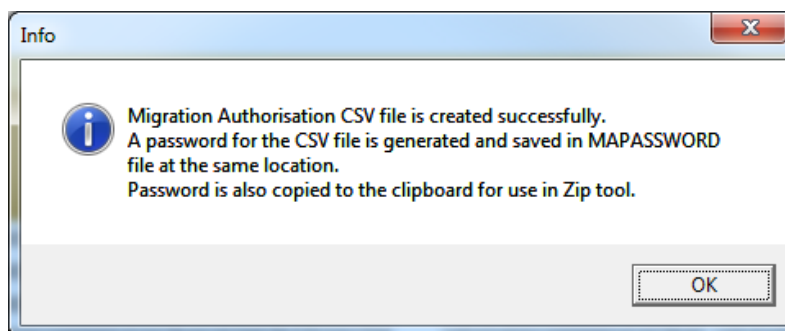 Info
Migration Authorisation CSV file is created successfully.
A password for the CSV file is generated and saved in MAPASSWORD
file at the same location.
Password is also copied to the clipboard for use in Zip tool.
OK